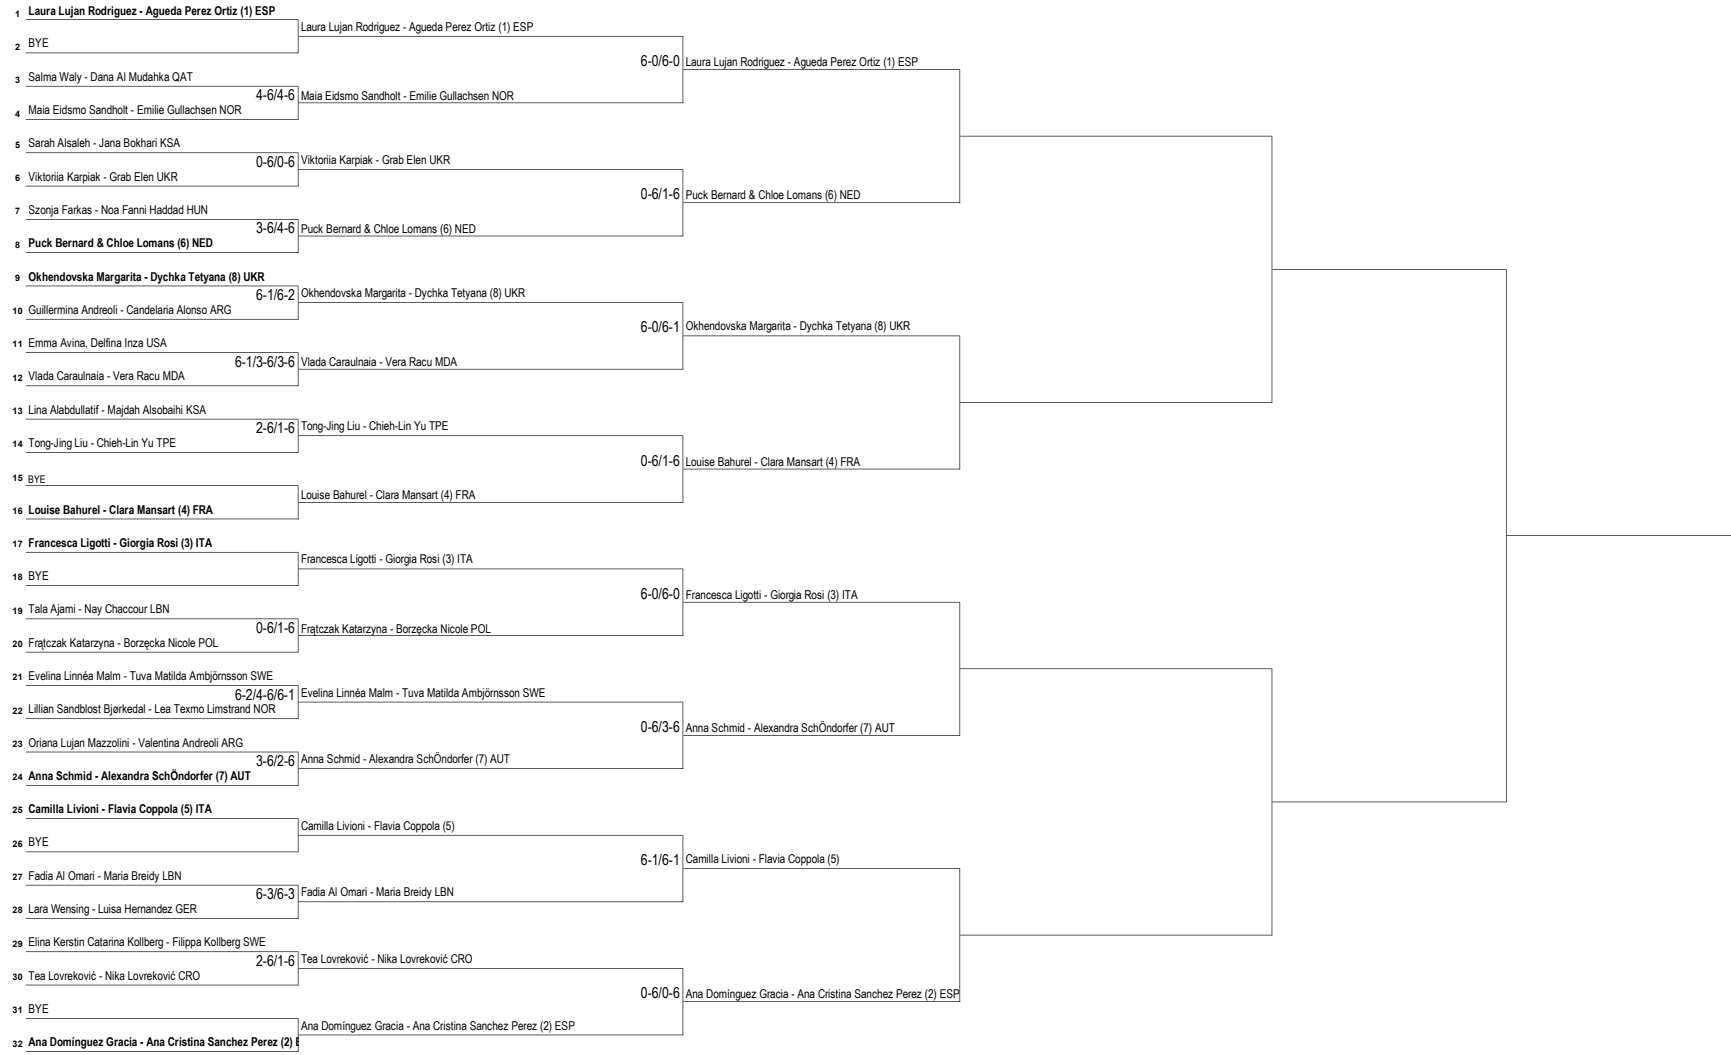 1 Laura Lujan Rodriguez - Agueda Perez Ortiz (1) ESP
Laura Lujan Rodriguez - Agueda Perez Ortiz (1) ESP
2 BYE
6-0/6-0 Laura Lujan Rodriguez - Agueda Perez Ortiz (1) ESP
3 Salma Waly - Dana Al Mudahka QAT
4-6/4-6 Maia Eidsmo Sandholt - Emilie Gullachsen NOR
4 Maia Eidsmo Sandholt - Emilie Gullachsen NOR
5 Sarah Alsaleh - Jana Bokhari KSA
0-6/0-6 Viktoriia Karpiak - Grab Elen UKR
6 Viktoriia Karpiak - Grab Elen UKR
0-6/1-6 Puck Bernard & Chloe Lomans (6) NED
7 Szonja Farkas - Noa Fanni Haddad HUN
3-6/4-6 Puck Bernard & Chloe Lomans (6) NED
8 Puck Bernard & Chloe Lomans (6) NED
9 Okhendovska Margarita - Dychka Tetyana (8) UKR
6-1/6-2 Okhendovska Margarita - Dychka Tetyana (8) UKR
10 Guillermina Andreoli - Candelaria Alonso ARG
6-0/6-1 Okhendovska Margarita - Dychka Tetyana (8) UKR
11 Emma Avina, Delfina Inza USA
6-1/3-6/3-6 Vlada Caraulnaia - Vera Racu MDA
12 Vlada Caraulnaia - Vera Racu MDA
13 Lina Alabdullatif - Majdah Alsobaihi KSA
2-6/1-6 Tong-Jing Liu - Chieh-Lin Yu TPE
14 Tong-Jing Liu - Chieh-Lin Yu TPE
0-6/1-6 Louise Bahurel - Clara Mansart (4) FRA
15 BYE
Louise Bahurel - Clara Mansart (4) FRA
16 Louise Bahurel - Clara Mansart (4) FRA
17 Francesca Ligotti - Giorgia Rosi (3) ITA
Francesca Ligotti - Giorgia Rosi (3) ITA
18 BYE
6-0/6-0 Francesca Ligotti - Giorgia Rosi (3) ITA
19 Tala Ajami - Nay Chaccour LBN
0-6/1-6 Frątczak Katarzyna - Borzęcka Nicole POL
20 Frątczak Katarzyna - Borzęcka Nicole POL
21 Evelina Linnéa Malm - Tuva Matilda Ambjörnsson SWE
6-2/4-6/6-1 Evelina Linnéa Malm - Tuva Matilda Ambjörnsson SWE
22 Lillian Sandblost Bjørkedal - Lea Texmo Limstrand NOR
0-6/3-6 Anna Schmid - Alexandra SchÖndorfer (7) AUT
23 Oriana Lujan Mazzolini - Valentina Andreoli ARG
3-6/2-6 Anna Schmid - Alexandra SchÖndorfer (7) AUT
24 Anna Schmid - Alexandra SchÖndorfer (7) AUT
25 Camilla Livioni - Flavia Coppola (5) ITA
Camilla Livioni - Flavia Coppola (5)
26 BYE
6-1/6-1 Camilla Livioni - Flavia Coppola (5)
27 Fadia Al Omari - Maria Breidy LBN
6-3/6-3 Fadia Al Omari - Maria Breidy LBN
28 Lara Wensing - Luisa Hernandez GER
29 Elina Kerstin Catarina Kollberg - Filippa Kollberg SWE
2-6/1-6 Tea Lovreković - Nika Lovreković CRO
30 Tea Lovreković - Nika Lovreković CRO
0-6/0-6 Ana Domínguez Gracia - Ana Cristina Sanchez Perez (2) ESP
31 BYE
Ana Domínguez Gracia - Ana Cristina Sanchez Perez (2) ESP
32 Ana Domínguez Gracia - Ana Cristina Sanchez Perez (2)